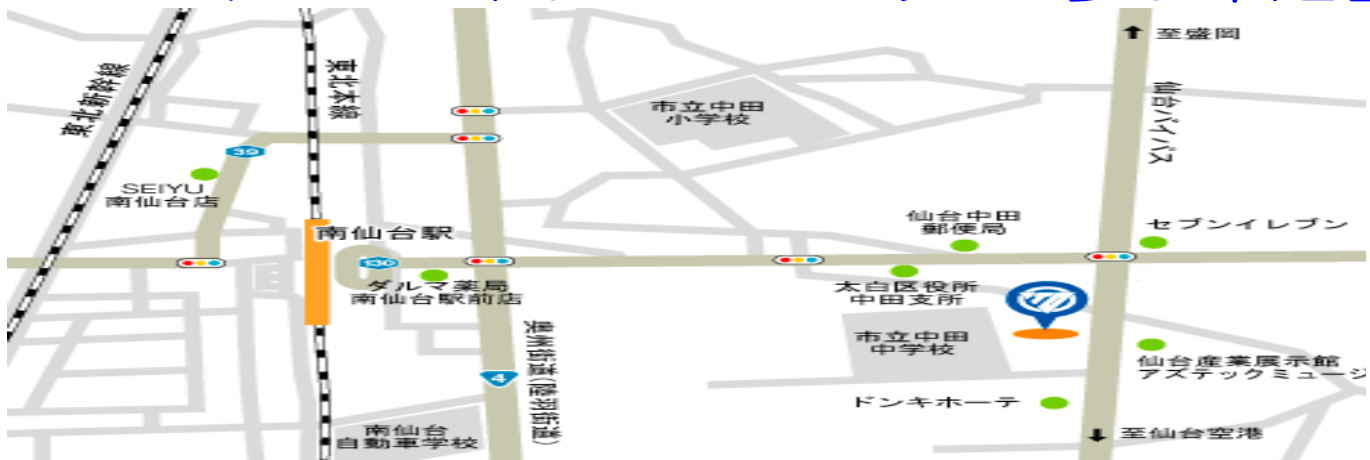 至盛岡
東北新幹線
東北本線
仙台バイパス
市立中田
小学校
39
SEIYU
南仙台店
南仙台駅
仙台中田
郵便局
セブンイレブン
130
ダルマ薬局
南仙台駅前店
太白区役所
中田支所
奥州街道(陸羽街道)
市立中田
中学校
仙台産業展示館
アズテックミュージ
4
ドンキホーテ
南仙台
自動車学校
至仙台空港